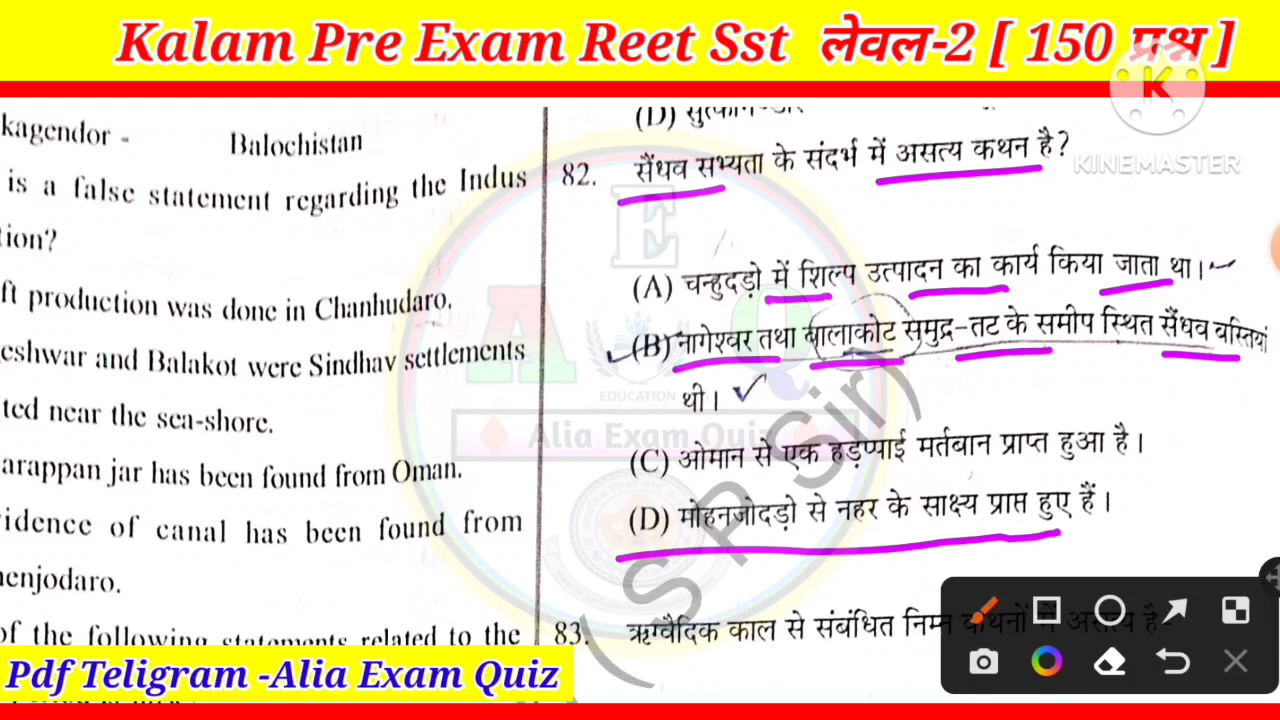 Kalam Pre Exam Reet Sst लेवल-2 [ 150 प्रश्न ]
KINEMASTER
kagendor - Balochistan
is a false statement regarding the Indus
tion?
ft production was done in Chanhudaro.
eshwar and Balakot were Sindhav settlements
ted near the sea-shore.
arappan jar has been found from Oman.
idence of canal has been found from
enjodaro.
of the following statements related to the
(D)
82. सैंधव सभ्यता के संदर्भ में असत्य कथन है?
(A) चन्हुदड़ो में शिल्प उत्पादन का कार्य किया जाता था।
(B) नागेश्वर तथा बालाकोट समुद्र-तट के समीप स्थित सैंधव बस्तियां
थी।
(C) ओमान से एक हड़प्पाई मर्तबान प्राप्त हुआ है।
(D) मोहनजोदड़ो से नहर के साक्ष्य प्राप्त हुए हैं।
83. ऋग्वैदिक काल से संबंधित निम्न कथनों में असत्य है-
A E Q
EDUCATION
Alia Exam Quiz
( S P Sir)
Pdf Teligram -Alia Exam Quiz